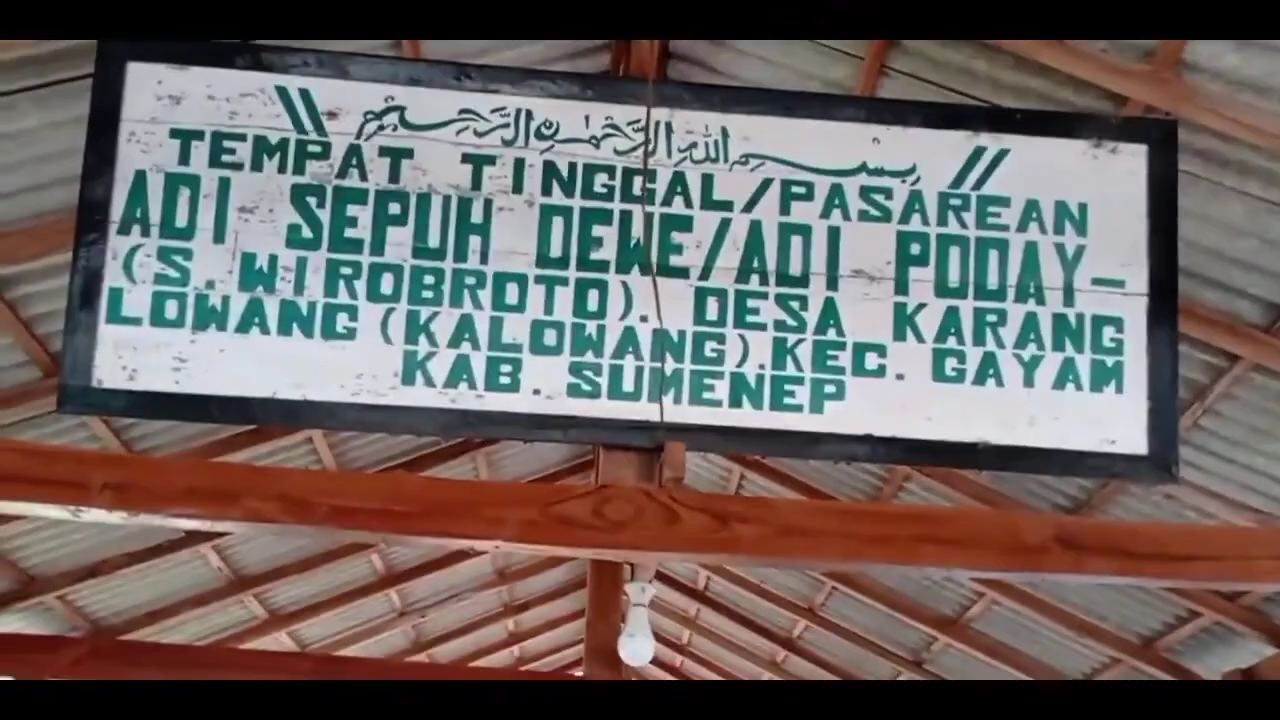 \\ بسم الله الرحمن الرحيم //
TEMPAT TINGGAL/PASAREAN
ADI SEPUH DEWE/ADI PODAY-
(S. WIROBROTO). DESA KARANG
LOWANG (KALOWANG).KEC. GAYAM
KAB. SUMENEP